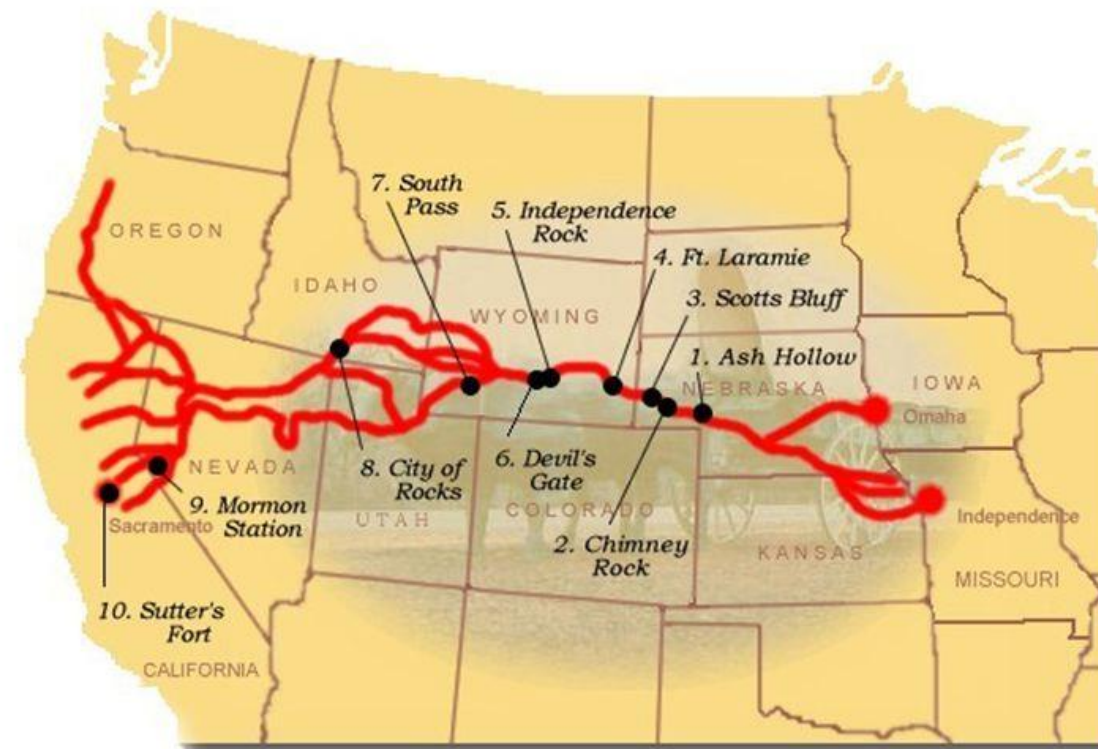 7. South
Pass
5. Independence
Rock
OREGON
4. Ft. Laramie
IDAHO
3. Scotts Bluff
WYOMING
1. Ash Hollow
NEBRASKA
IOWA
Omaha
NEVADA
8. City of
Rocks
6. Devil's
Gate
9. Mormon
Station
Sacramento
UTAH
COLORADO
Independence
2. Chimney
Rock
KANSAS
MISSOURI
10. Sutter's
Fort
CALIFORNIA